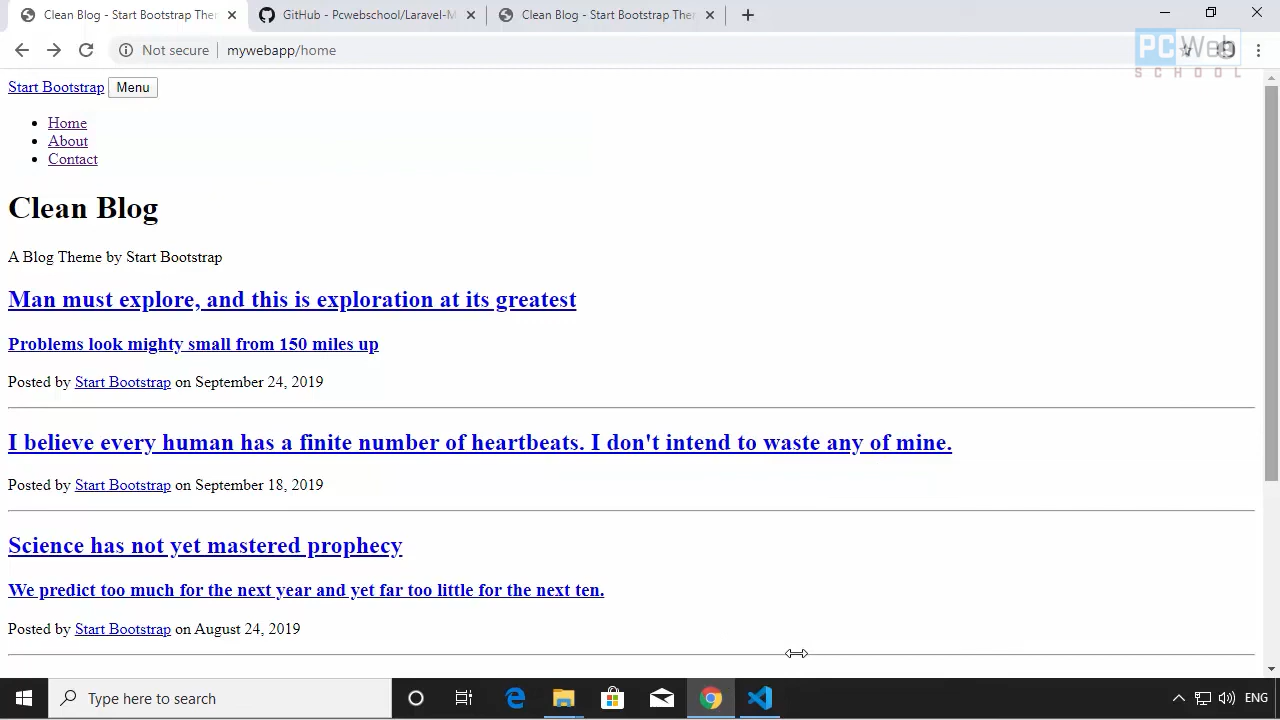 Clean Blog - Start Bootstrap Ther
GitHub - Pcwebschool/Laravel-M
Clean Blog - Start Bootstrap Ther
Not secure
mywebapp/home
PC Web
SCHOOL
Start Bootstrap Menu
Home
About
Contact
Clean Blog
A Blog Theme by Start Bootstrap
Man must explore, and this is exploration at its greatest
Problems look mighty small from 150 miles up
Posted by Start Bootstrap on September 24, 2019
I believe every human has a finite number of heartbeats. I don't intend to waste any of mine.
Posted by Start Bootstrap on September 18, 2019
Science has not yet mastered prophecy
We predict too much for the next year and yet far too little for the next ten.
Posted by Start Bootstrap on August 24, 2019
Type here to search
ENG